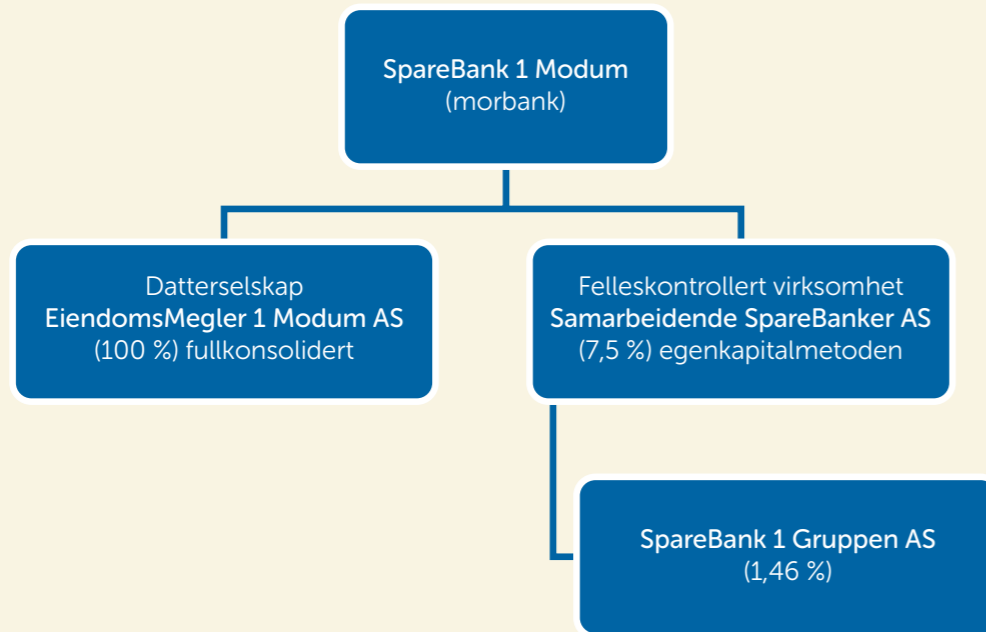 SpareBank 1 Modum
(morbank)
Datterselskap
EiendomsMegler 1 Modum AS
(100 %) fullkonsolidert
Felleskontrollert virksomhet
Samarbeidende SpareBanker AS
(7,5 %) egenkapitalmetoden
SpareBank 1 Gruppen AS
(1,46 %)